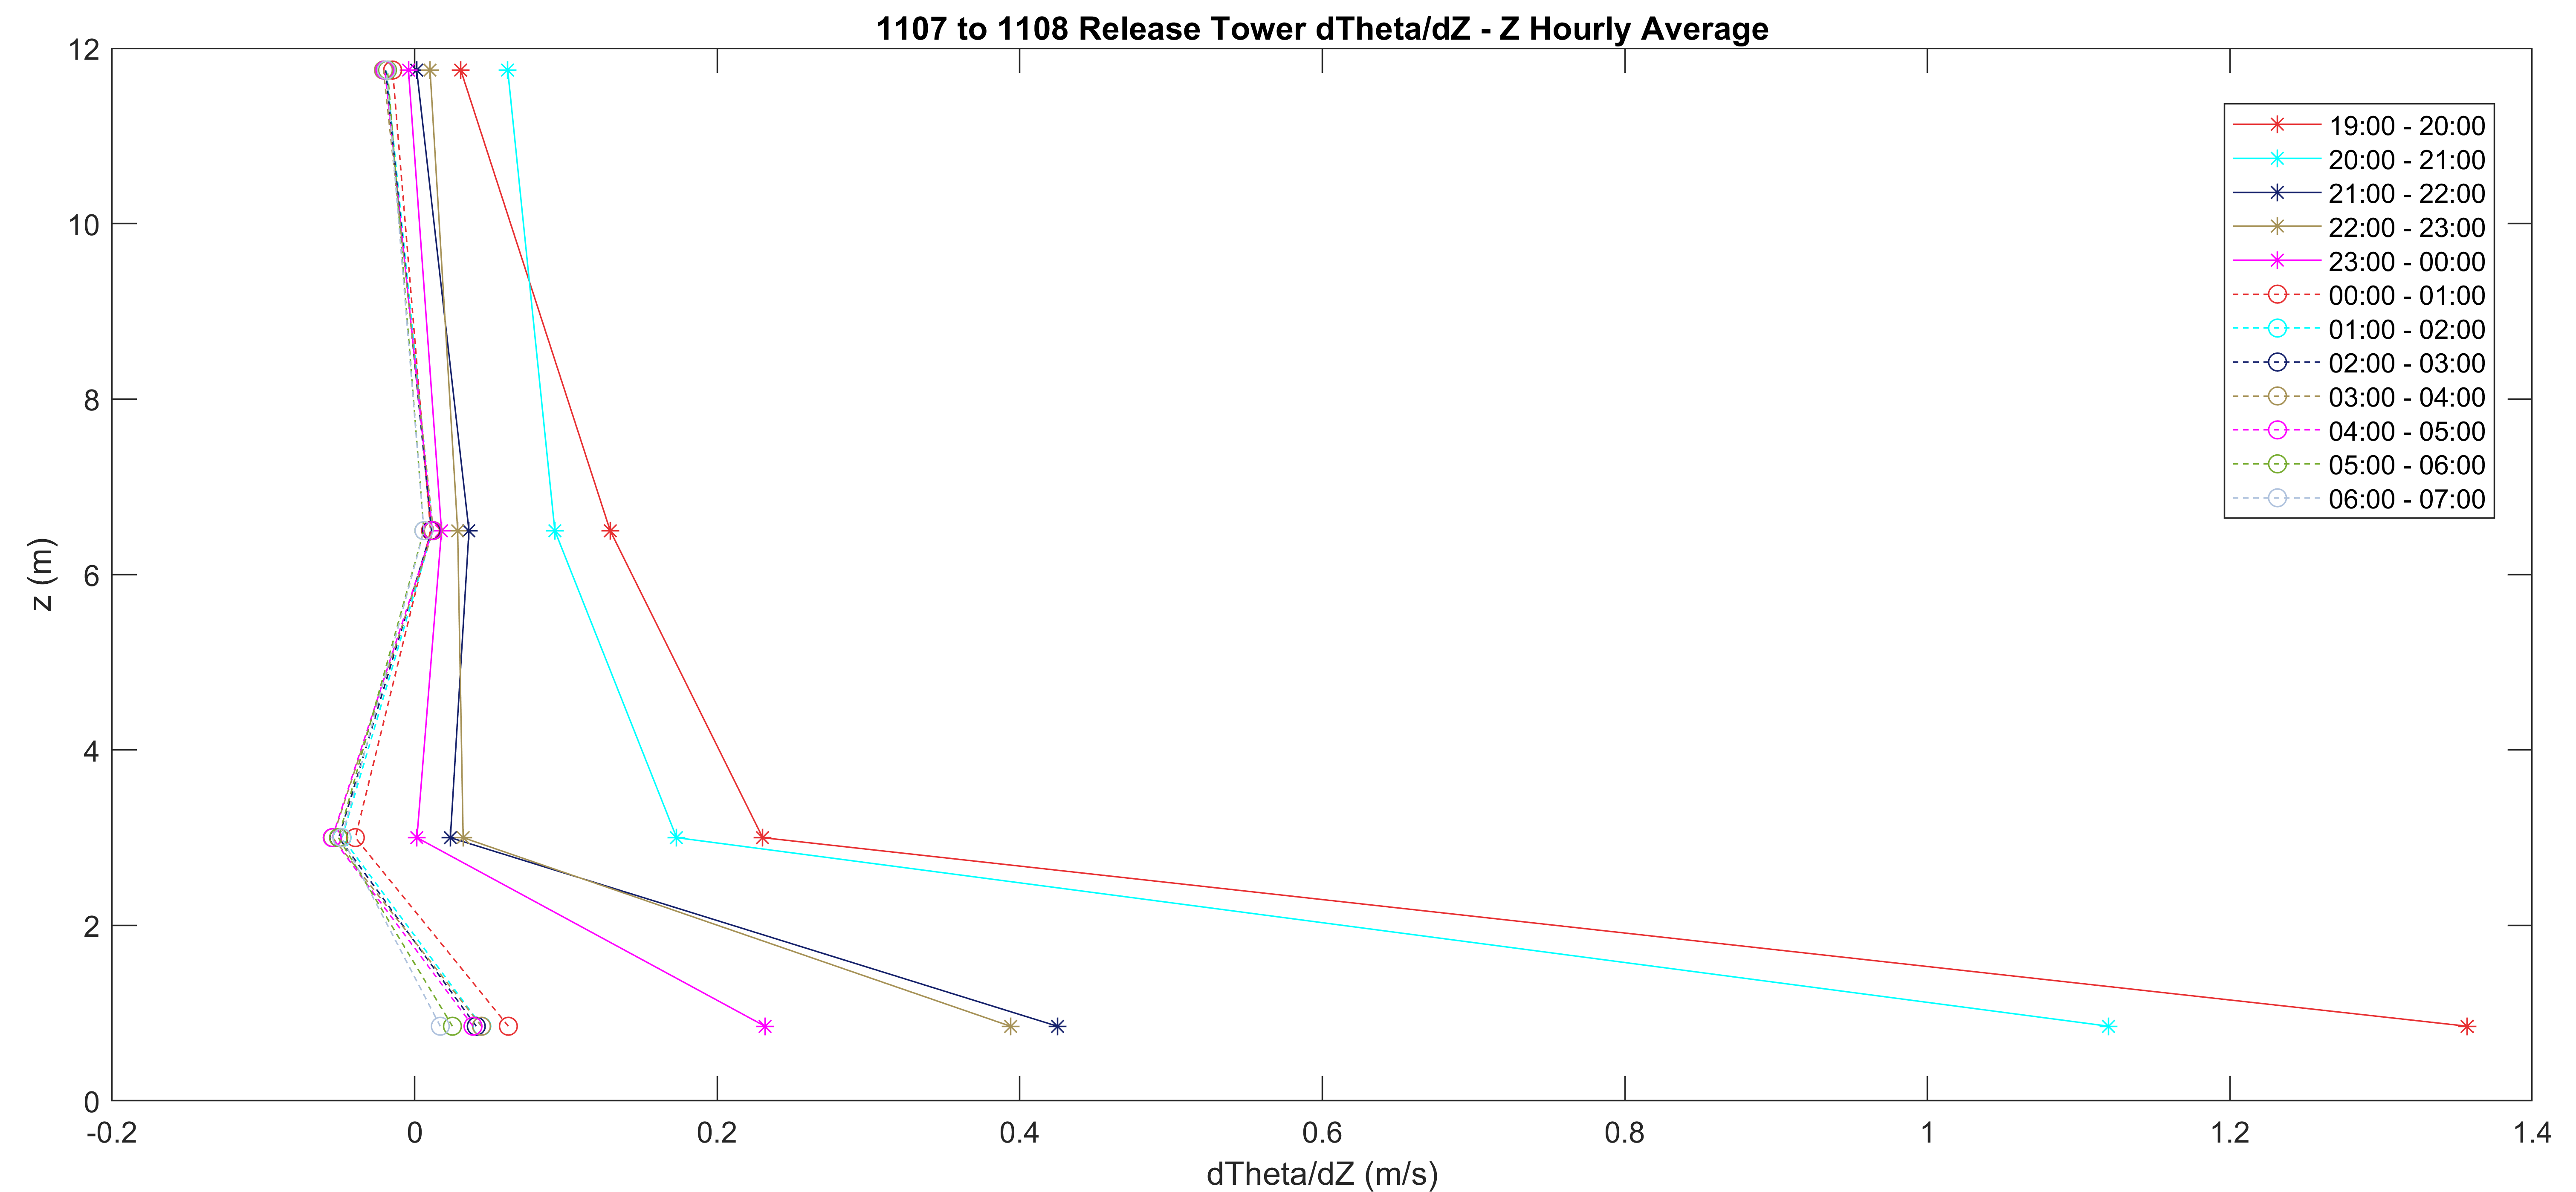 1107 to 1108 Release Tower dTheta/dZ - Z Hourly Average
12
10
8
6
4
2
0
z (m)
19:00 - 20:00
20:00 - 21:00
21:00 - 22:00
22:00 - 23:00
23:00 - 00:00
00:00 - 01:00
01:00 - 02:00
02:00 - 03:00
03:00 - 04:00
04:00 - 05:00
05:00 - 06:00
06:00 - 07:00
-0.2 0 0.2 0.4 0.6 0.8 1 1.2 1.4
dTheta/dZ (m/s)